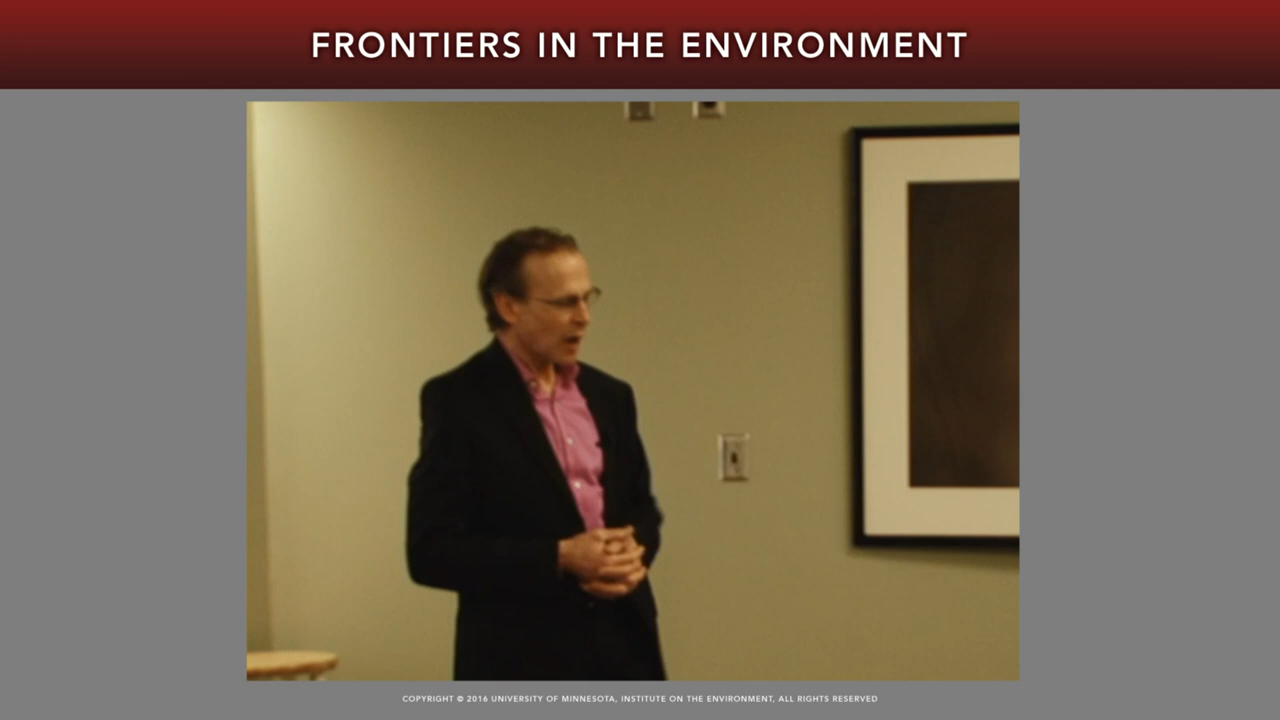 FRONTIERS IN THE ENVIRONMENT
COPYRIGHT © 2016 UNIVERSITY OF MINNESOTA, INSTITUTE ON THE ENVIRONMENT, ALL RIGHTS RESERVED